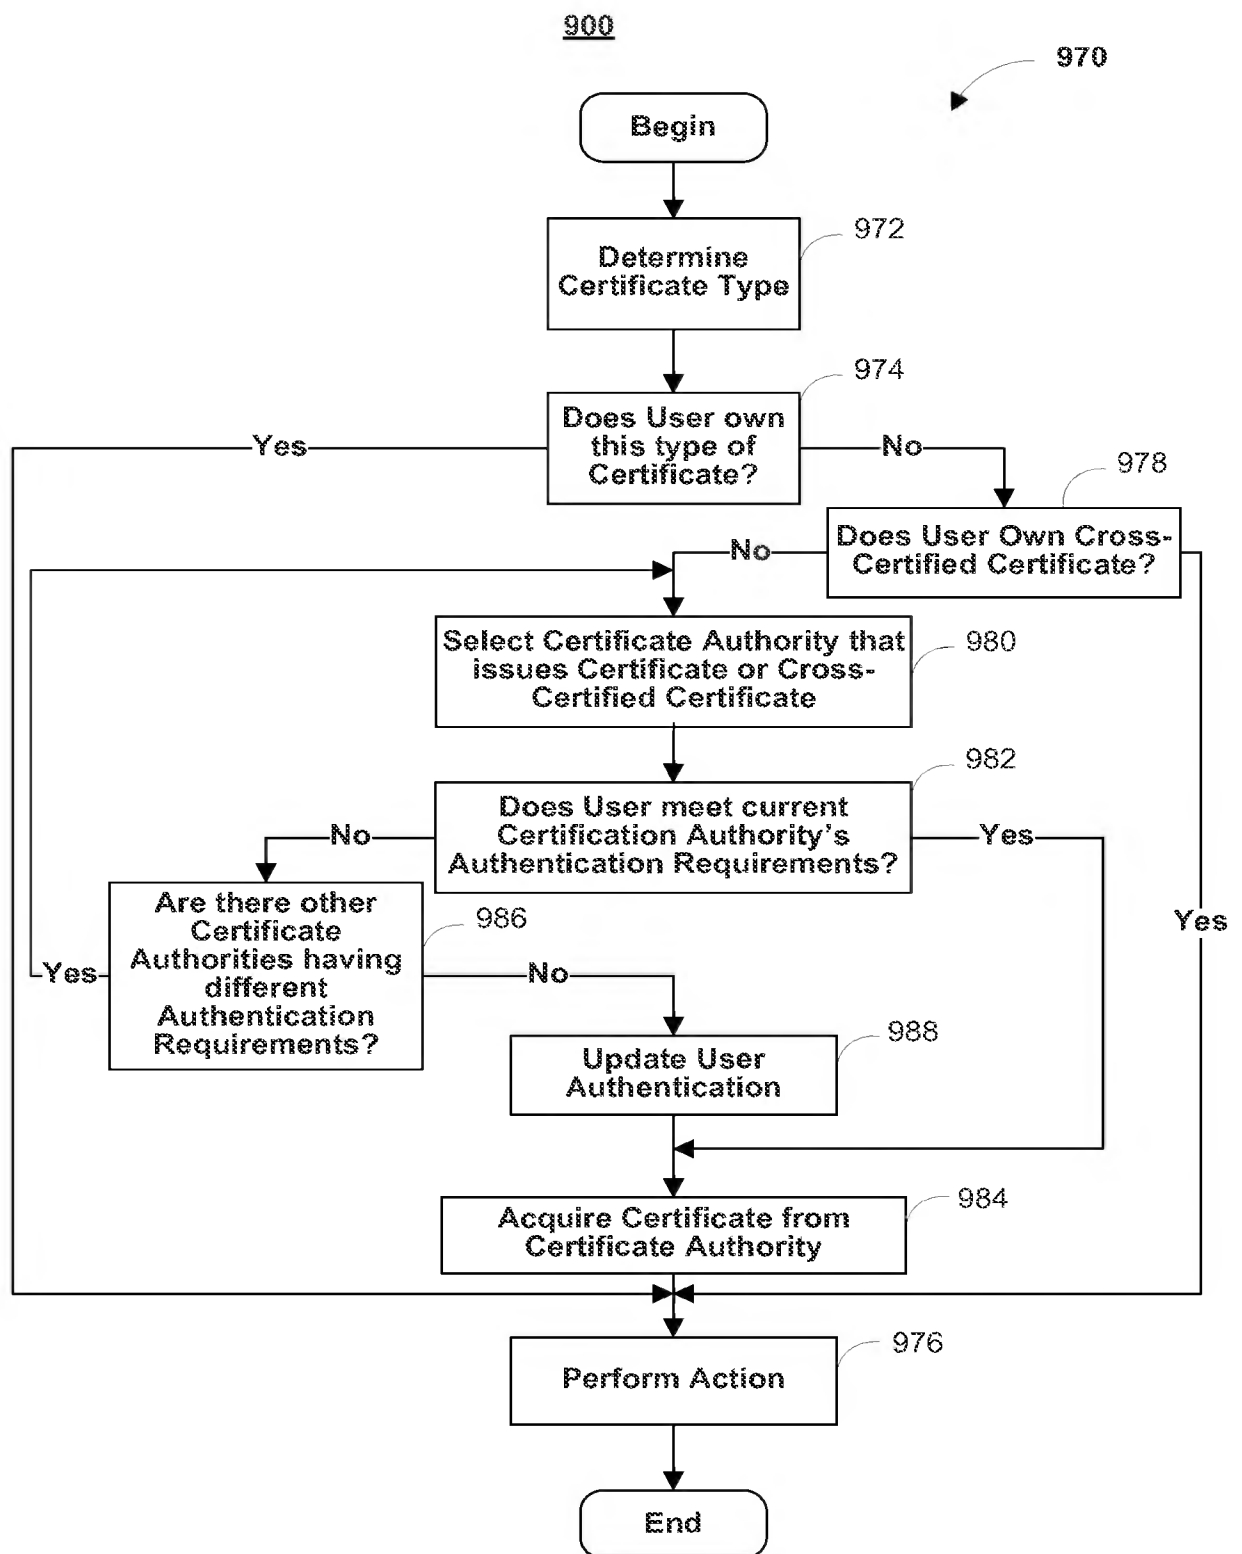 900
970
Begin
972
Determine
Certificate Type
974
Does User own
this type of
Certificate?
Yes
No
978
Does User Own Cross-
Certified Certificate?
No
Select Certificate Authority that
issues Certificate or Cross-
Certified Certificate
980
982
Does User meet current
Certification Authority's
Authentication Requirements?
No
Yes
Are there other
Certificate
Authorities having
different
Authentication
Requirements?
986
Yes
Yes
No
988
Update User
Authentication
984
Acquire Certificate from
Certificate Authority
976
Perform Action
End